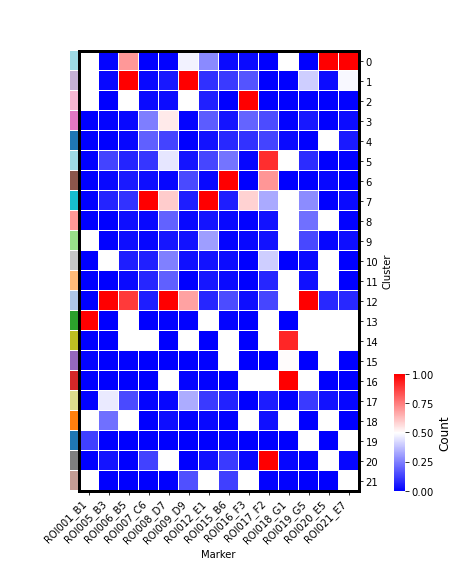 0
1
2
3
4
5
6
7
8
9
10
11
12
13
14
15
16
17
18
19
20
21
Cluster
1.00
0.75
0.50
0.25
0.00
Count
ROI001_B1
ROI005_B3
ROI006_B5
ROI007_C6
ROI008_D7
ROI009_D9
ROI012_E1
ROI015_B6
ROI016_F3
ROI017_F2
ROI018_G1
ROI019_G5
ROI020_E5
ROI021_E7
Marker